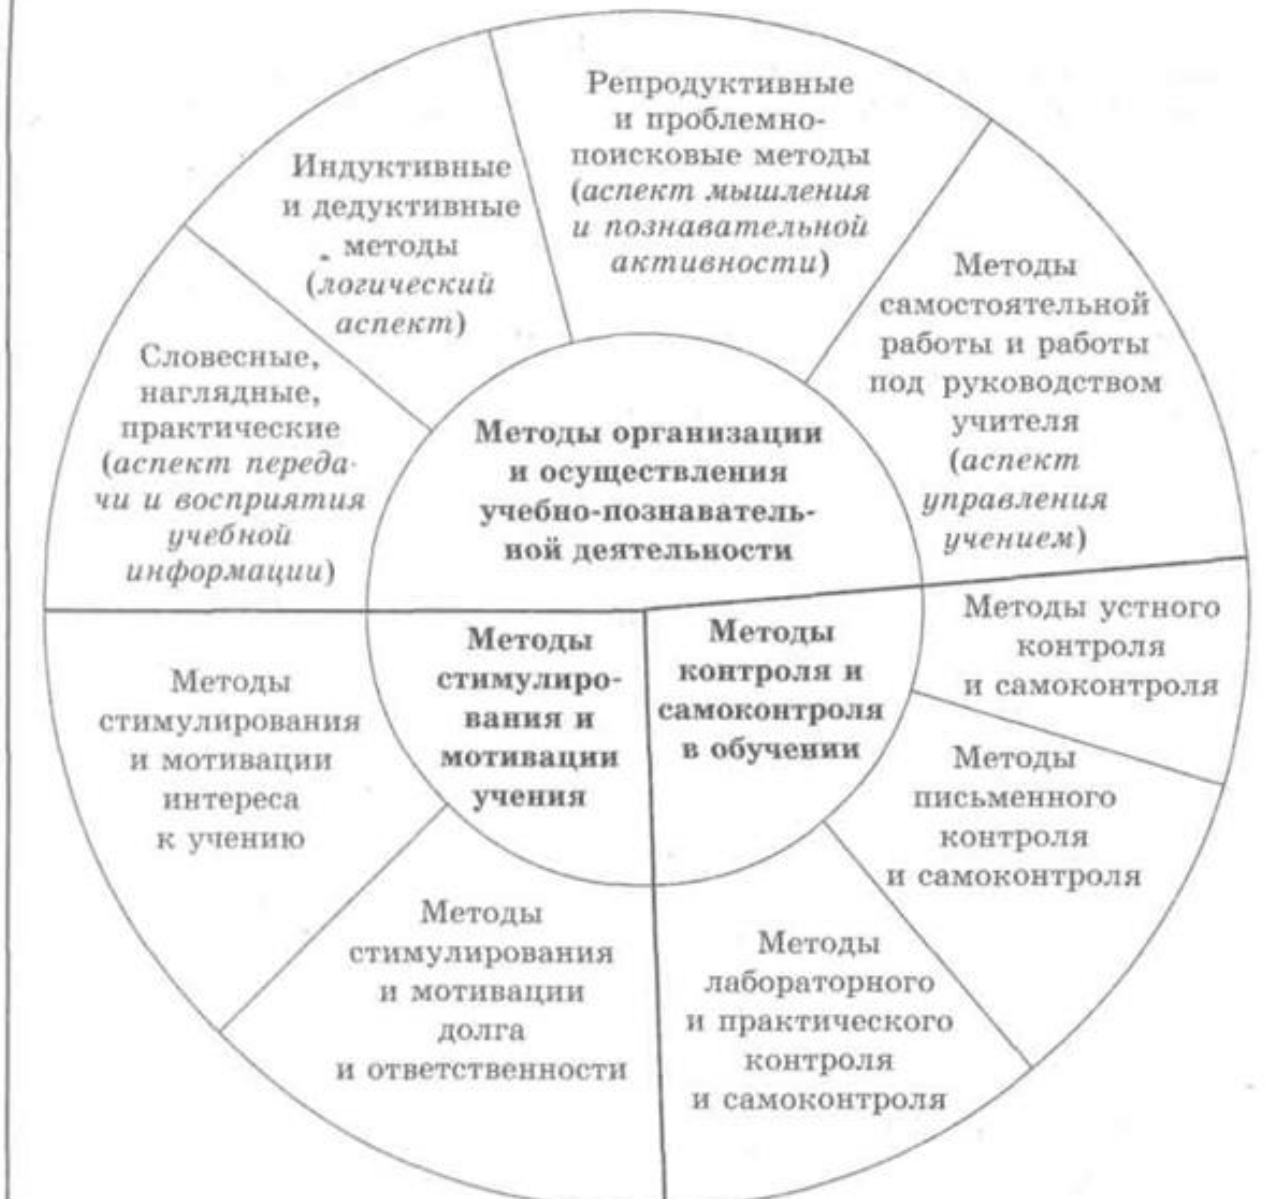 Репродуктивные
и проблемно-
поисковые методы
(аспект мышления
и познавательной
активности)
Индуктивные
и дедуктивные
методы
(логический
аспект)
Методы
самостоятельной
работы и работы
под руководством
учителя
(аспект
управления
учением)
Словесные,
наглядные,
практические
(аспект переда-
чи и восприятия
учебной
информации)
Методы организации
и осуществления
учебно-познаватель-
ной деятельности
Методы
стимулиро-
вания и
мотивации
учения
Методы
контроля и
самоконтроля
в обучении
Методы устного
контроля
и самоконтроля
Методы
стимулирования
и мотивации
интереса
к учению
Методы
письменного
контроля
и самоконтроля
Методы
стимулирования
и мотивации
долга
и ответственности
Методы
лабораторного
и практического
контроля
и самоконтроля